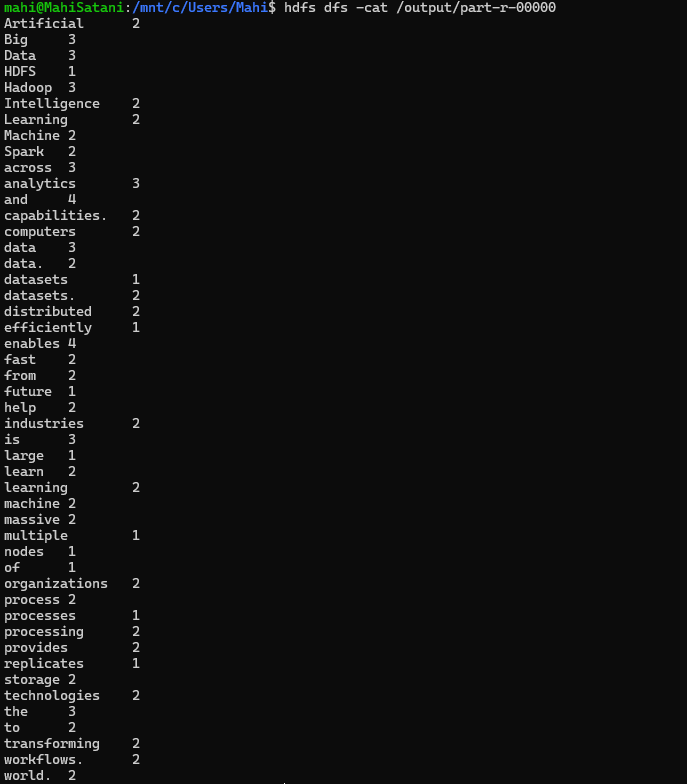 mahi@MahiSatani:/mnt/c/Users/Mahi$ hdfs dfs -cat /output/part-r-00000
Artificial	2
Big	3
Data	3
HDFS	1
Hadoop	3
Intelligence	2
Learning	2
Machine	2
Spark	2
across	3
analytics	3
and	4
capabilities.	2
computers	2
data	3
data.	2
datasets	1
datasets.	2
distributed	2
efficiently	1
enables	4
fast	2
from	2
future	1
help	2
industries	2
is	3
large	1
learn	2
learning	2
machine	2
massive	2
multiple	1
nodes	1
of	1
organizations	2
process	2
processes	1
processing	2
provides	2
replicates	1
storage	2
technologies	2
the	3
to	2
transforming	2
workflows.	2
world.	2